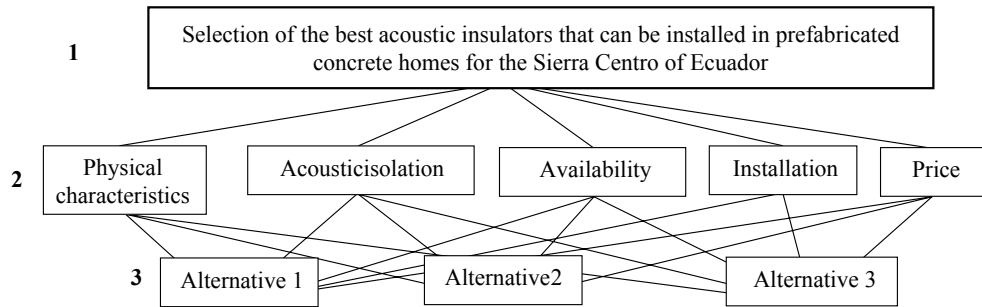 1
Selection of the best acoustic insulators that can be installed in prefabricated
concrete homes for the Sierra Centro of Ecuador
2
Physical
characteristics
Acousticisolation
Availability
Installation
Price
3
Alternative 1
Alternative2
Alternative 3